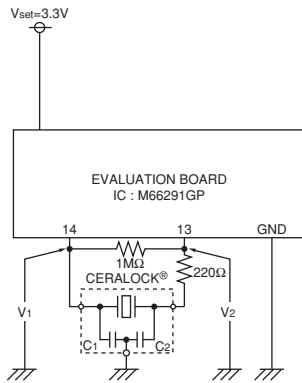 Vset=3.3V
EVALUATION BOARD
IC : M66291GP
14
13
GND
1MΩ
CERALOCK®
220Ω
V1
V2
C1
C2